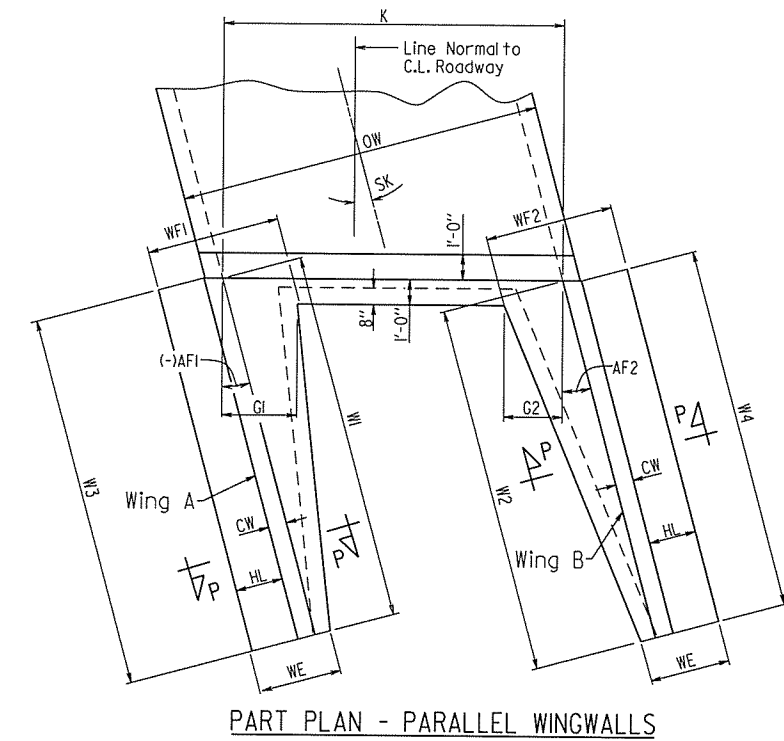 K
Line Normal to
C.L. Roadway
OW
SK
WF1
WF2
1'-0"
8"
1'-0"
(-)AF1
AF2
G1
G2
W1
W3
W2
W4
P
P
P
P
Wing A
Wing B
CW
CW
HL
HL
WE
WE
PART PLAN - PARALLEL WINGWALLS